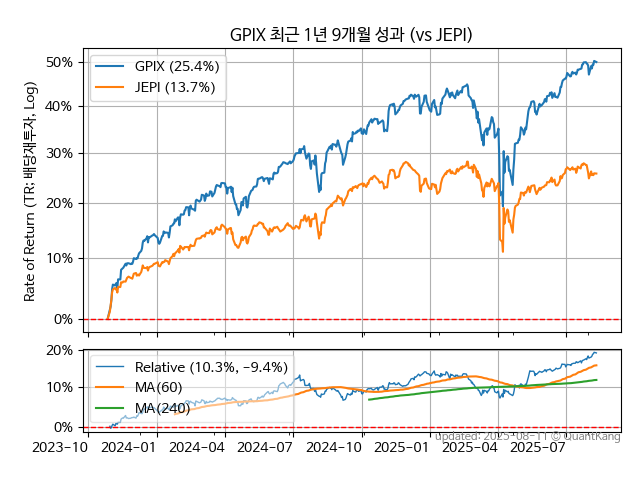 GPIX 최근 1년 9개월 성과 (vs JEPI)
Rate of Return (TR: 배당재투자, Log)
50%
40%
30%
20%
10%
0%
GPIX (25.4%)
JEPI (13.7%)
20%
10%
0%
Relative (10.3%, -9.4%)
MA(60)
MA(240)
2023-10 2024-01 2024-04 2024-07 2024-10 2025-01 2025-04 2025-07
updated: 2025-08-11 © QuantKang